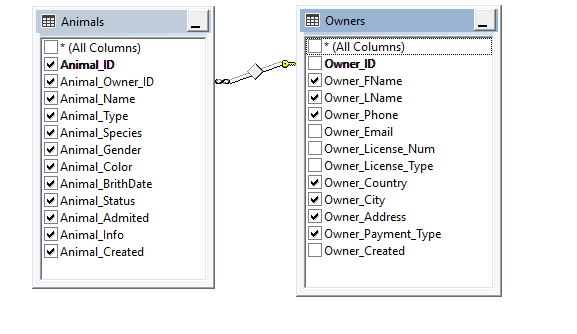 Animals
* (All Columns)
Animal_ID
Animal_Owner_ID
Animal_Name
Animal_Type
Animal_Species
Animal_Gender
Animal_Color
Animal_BrithDate
Animal_Status
Animal_Admited
Animal_Info
Animal_Created
Owners
* (All Columns)
Owner_ID
Owner_FName
Owner_LName
Owner_Phone
Owner_Email
Owner_License_Num
Owner_License_Type
Owner_Country
Owner_City
Owner_Address
Owner_Payment_Type
Owner_Created